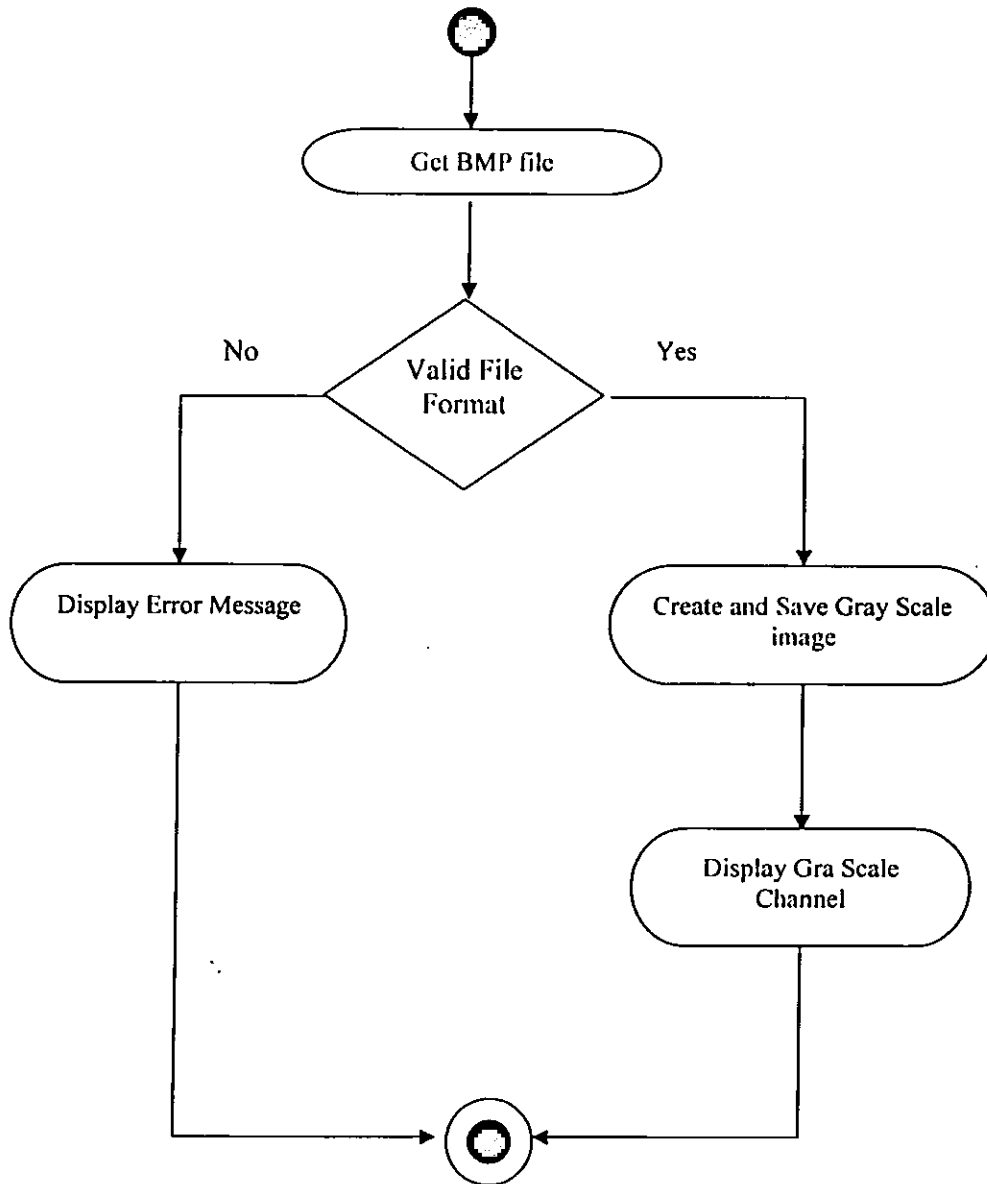 Get BMP file
No
Yes
Valid File
Format
Display Error Message
Create and Save Gray Scale
image
Display Gra Scale
Channel